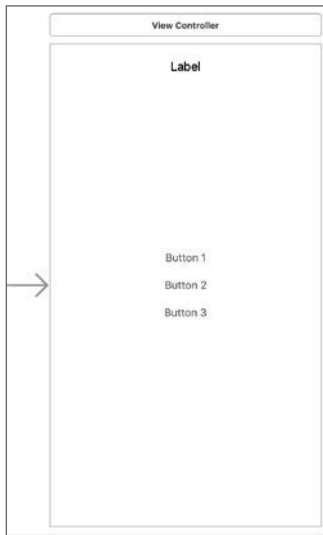 View Controller
Label
Button 1
Button 2
Button 3